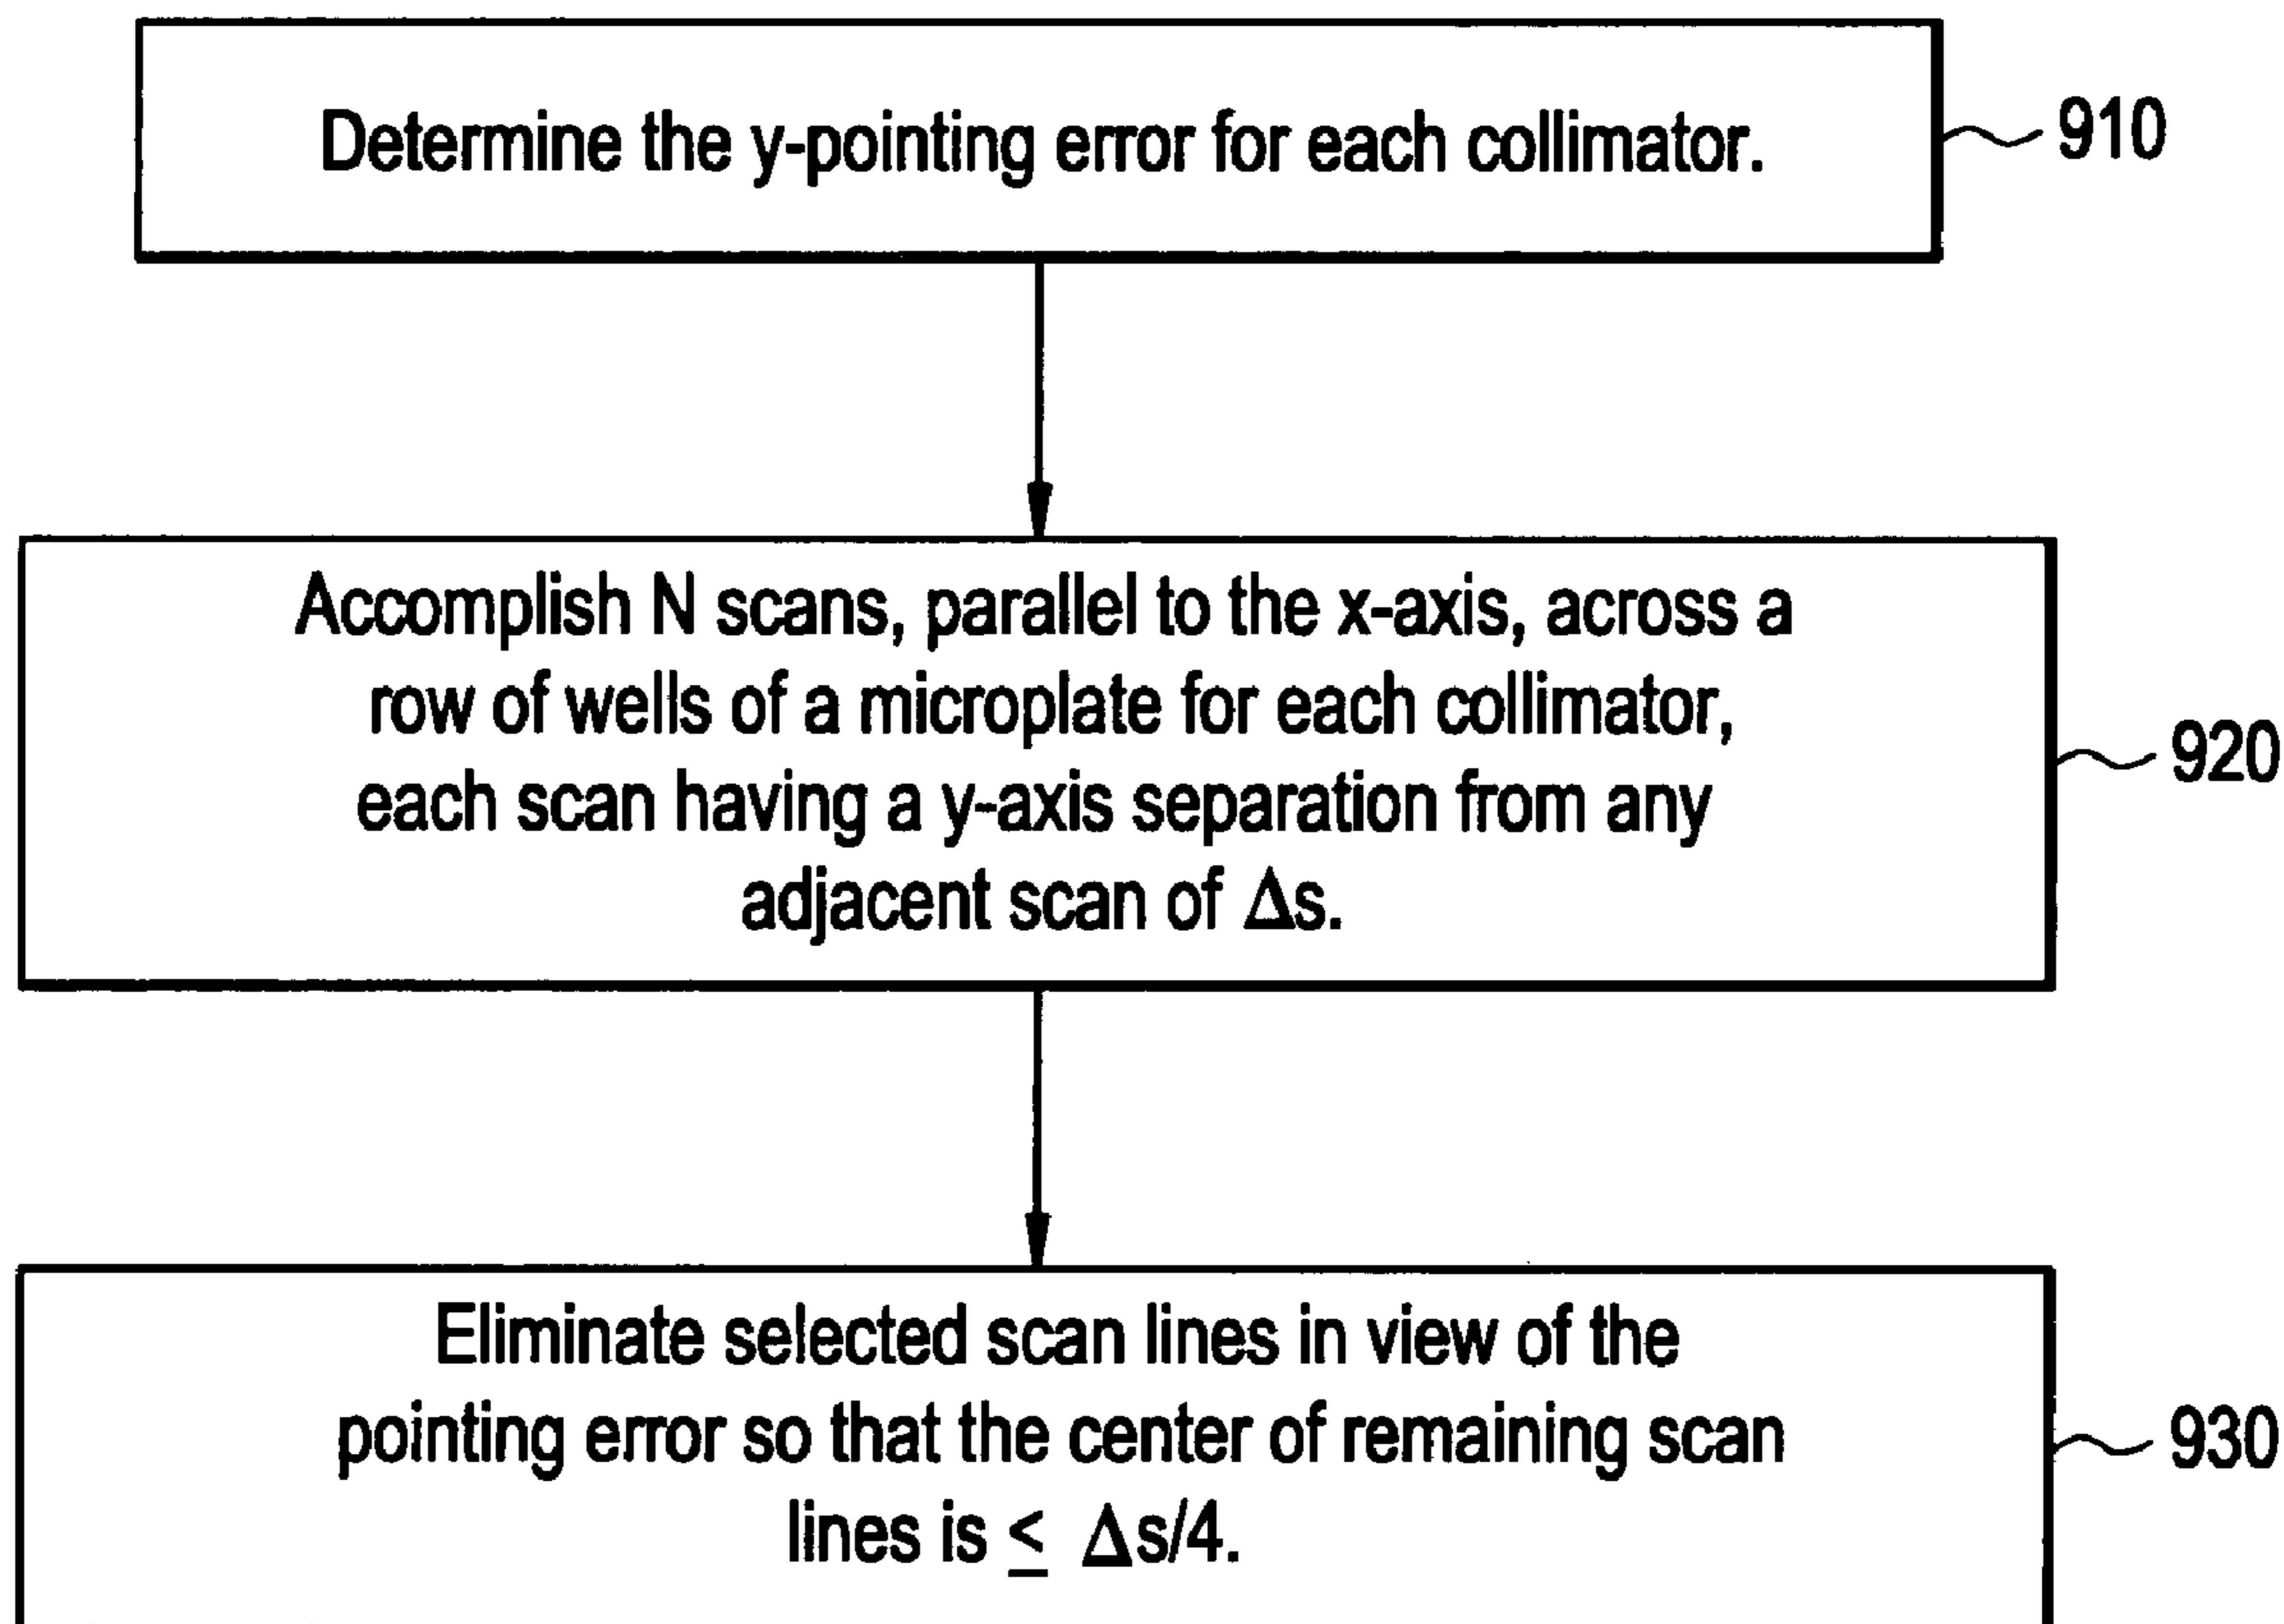 Determine the y-pointing error for each collimator.
910
Accomplish N scans, parallel to the x-axis, across a
row of wells of a microplate for each collimator,
each scan having a y-axis separation from any
adjacent scan of Δs.
920
Eliminate selected scan lines in view of the
pointing error so that the center of remaining scan
lines is ≤ Δs/4.
930